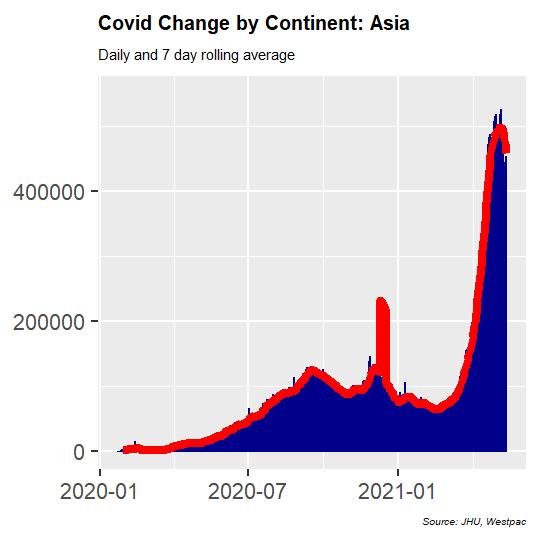 Covid Change by Continent: Asia
Daily and 7 day rolling average
400000
200000
0
2020-01 2020-07 2021-01
Source: JHU, Westpac